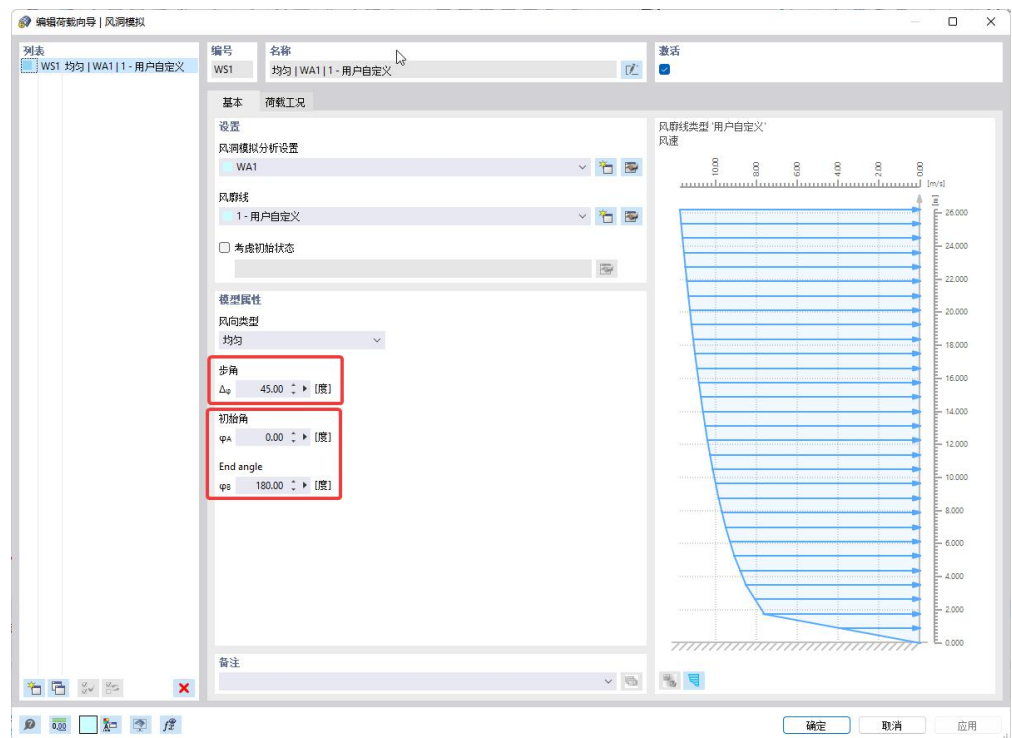 编辑荷载向导 | 风洞模拟
列表
WS1 均匀 | WA1 | 1 - 用户自定义
编号
WS1
名称
均匀 | WA1 | 1 - 用户自定义
激活
基本 荷载工况
设置
风洞模拟分析设置
WA1
风廓线
1 - 用户自定义
考虑初始状态
模型属性
风向类型
均匀
步角
Δφ 45.00 [度]
初始角
φA 0.00 [度]
End angle
φB 180.00 [度]
备注
风廓线类型 '用户自定义'
风速
10.00 8.00 6.00 4.00 2.00 0.00
[m/s]
[m]
26.000
24.000
22.000
20.000
18.000
16.000
14.000
12.000
10.000
8.000
6.000
4.000
2.000
0.000
0,00
确定 取消 应用